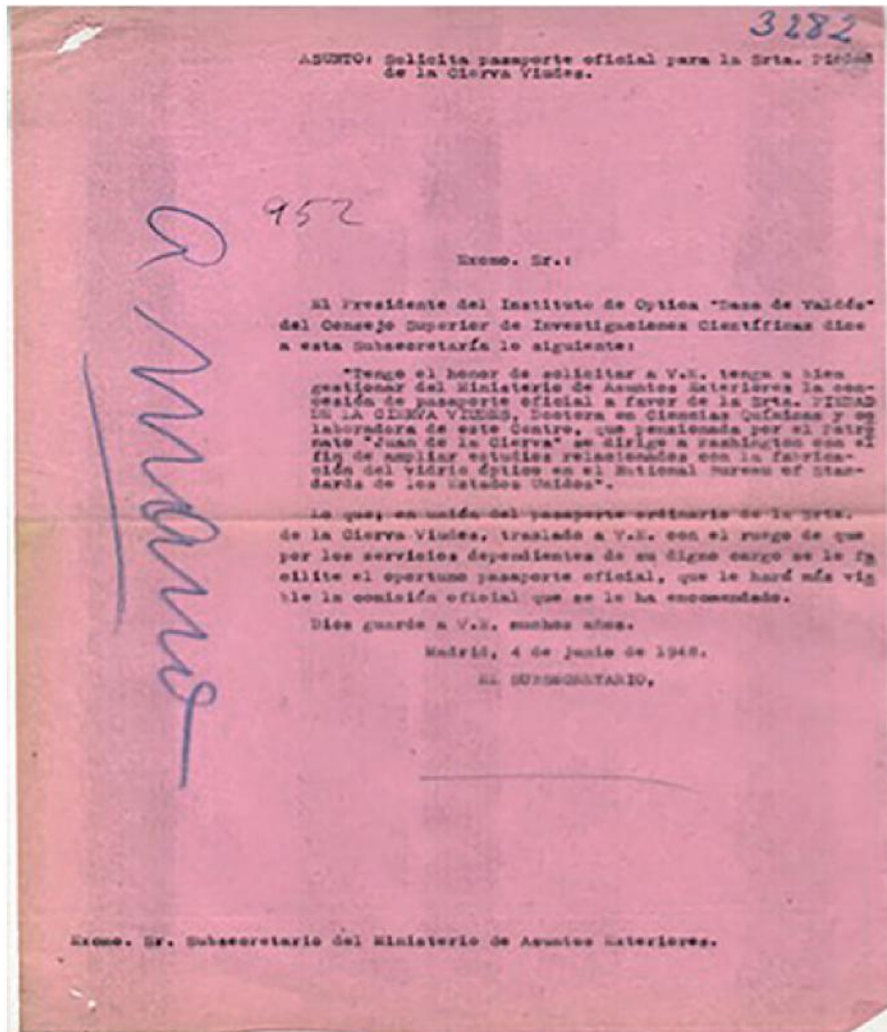 3282
ASUNTO: Solicita pasaporte oficial para la Srta. Piedad
de la Cierva Viudes.
952
a mano
Excmo. Sr.:
El Presidente del Instituto de Optica "Daza de Valdés"
del Consejo Superior de Investigaciones Científicas dice
a esta Subsecretaría lo siguiente:
"Tengo el honor de solicitar a V.E. tenga a bien
gestionar del Ministerio de Asuntos Exteriores la con-
cesión de pasaporte oficial a favor de la Srta. PIEDAD
DE LA CIERVA VIUDES, Doctora en Ciencias Químicas y co
laboradora de este Centro, que pensionada por el Patro
nato "Juan de la Cierva" se dirige a Washington con
fin de ampliar estudios relacionados con la fabrica-
ción del vidrio óptico en el National Bureau of Stan-
dards de los Estados Unidos".
Lo que, en unión del pasaporte ordinario de la Srta.
de la Cierva Viudes, traslado a V.E. con el ruego de que
por los servicios dependientes de su digno cargo se le fa
cilite el oportuno pasaporte oficial, que le hará más via
ble la comisión oficial que se le ha encomendado.
Dios guarde a V.E. muchos años.
Madrid, 4 de junio de 1948.
EL SUBSECRETARIO,
Excmo. Sr. Subsecretario del Ministerio de Asuntos Exteriores.